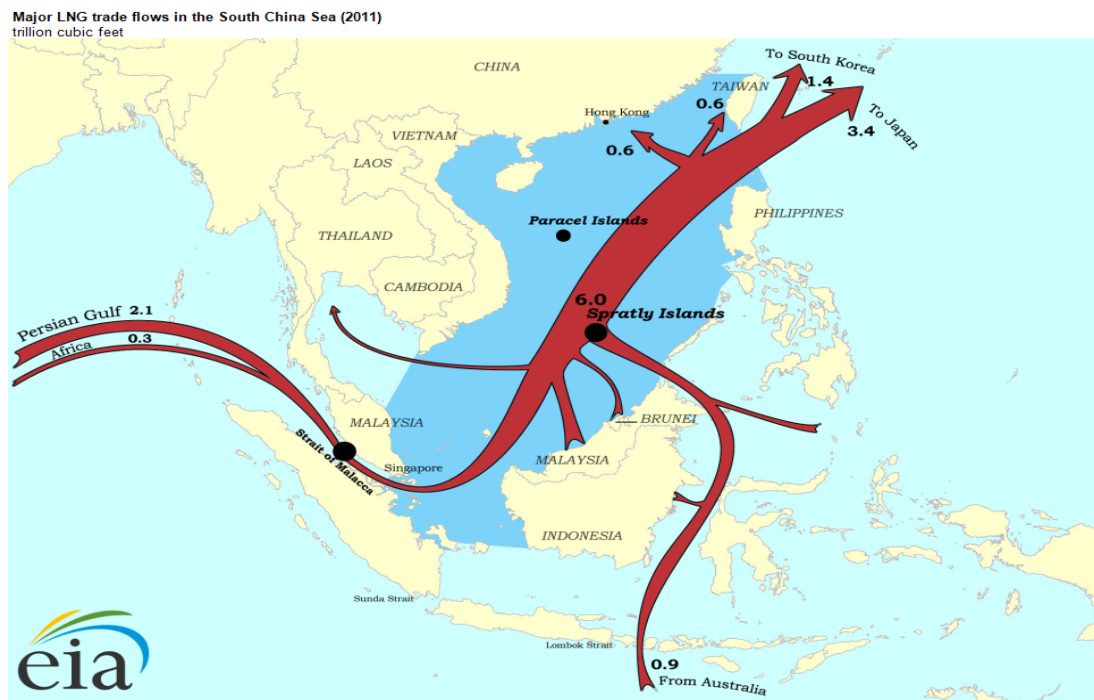 Major LNG trade flows in the South China Sea (2011)
trillion cubic feet
To South Korea
CHINA
TAIWAN
1.4
0.6
Hong Kong
To Japan
3.4
VIETNAM
0.6
LAOS
Paracel Islands
PHILIPPINES
THAILAND
CAMBODIA
6.0
Spratly Islands
Persian Gulf 2.1
Africa
0.3
MALAYSIA
BRUNEI
Strait of Malacca
Singapore
MALAYSIA
INDONESIA
Sunda Strait
Lombok Strait
eia
0.9
From Australia